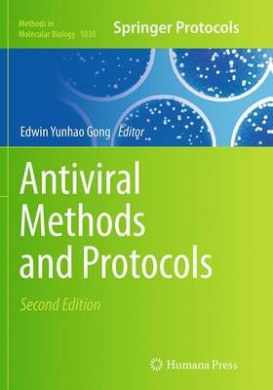 Methods in
Molecular Biology 1030
Springer Protocols
Edwin Yunhao Gong Editor
Antiviral
Methods
and Protocols
Second Edition
Humana Press